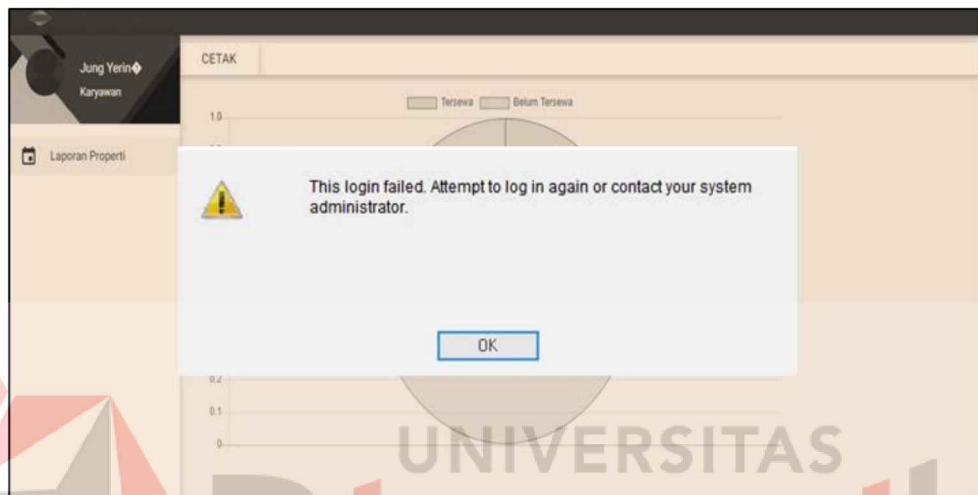 Jung Yerin�
Karyawan
CETAK
Tersewa Belum Tersewa
1.0
Laporan Properti
This login failed. Attempt to log in again or contact your system
administrator.
OK
0.2
0.1
0
UNIVERSITAS